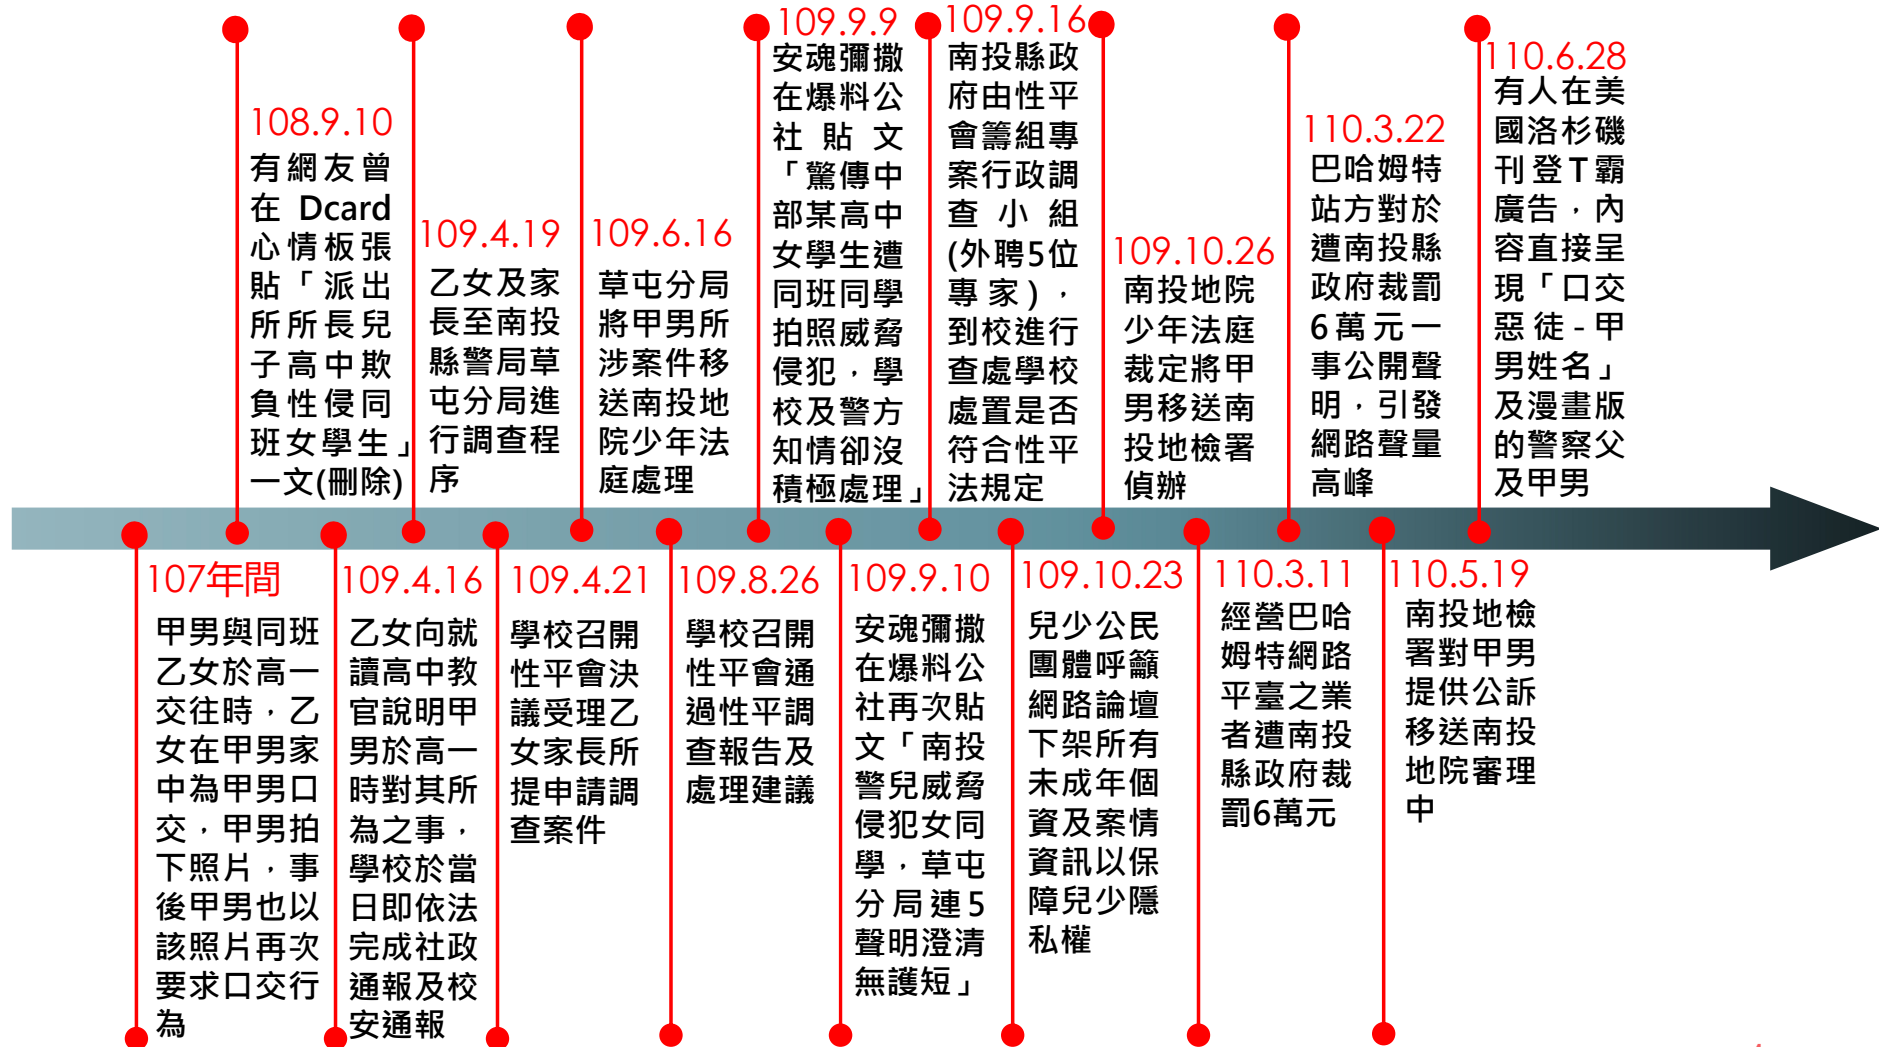 108.9.10
有網友曾
在 Dcard
心情板張
貼「派出
所所長兒
子高中欺
負性侵同
班女學生」
一文(刪除)
109.4.19
乙女及家
長至南投
縣警局草
屯分局進
行調查程
序
109.6.16
草屯分局
將甲男所
涉案件移
送南投地
院少年法
庭處理
109.9.9
安魂彌撒
在爆料公
社貼文
「驚傳中
部某高中
女學生遭
同班同學
拍照威脅
侵犯，學
校及警方
知情卻沒
積極處理」
109.9.16
南投縣政
府由性平
會籌組專
案行政調
查小組
(外聘5位
專家)，
到校進行
查處學校
處置是否
符合性平
法規定
109.10.26
南投地院
少年法庭
裁定將甲
男移送南
投地檢署
偵辦
110.3.22
巴哈姆特
站方對於
遭南投縣
政府裁罰
6萬元一
事公開聲
明，引發
網路聲量
高峰
110.6.28
有人在美
國洛杉磯
刊登T霸
廣告，內
容直接呈
現「口交
惡徒-甲
男姓名」
及漫畫版
的警察父
及甲男
107年間
甲男與同班
乙女於高一
交往時，乙
女在甲男家
中為甲男口
交，甲男拍
下照片，事
後甲男也以
該照片再次
要求口交行
為
109.4.16
乙女向就
讀高中教
官說明甲
男於高一
時對其所
為之事，
學校於當
日即依法
完成社政
通報及校
安通報
109.4.21
學校召開
性平會決
議受理乙
女家長所
提申請調
查案件
109.8.26
學校召開
性平會通
過性平調
查報告及
處理建議
109.9.10
安魂彌撒
在爆料公
社再次貼
文「南投
警兒威脅
侵犯女同
學，草屯
分局連5
聲明澄清
無護短」
109.10.23
兒少公民
團體呼籲
網路論壇
下架所有
未成年個
資及案情
資訊以保
障兒少隱
私權
110.3.11
經營巴哈
姆特網路
平臺之業
者遭南投
縣政府裁
罰6萬元
110.5.19
南投地檢
署對甲男
提供公訴
移送南投
地院審理
中